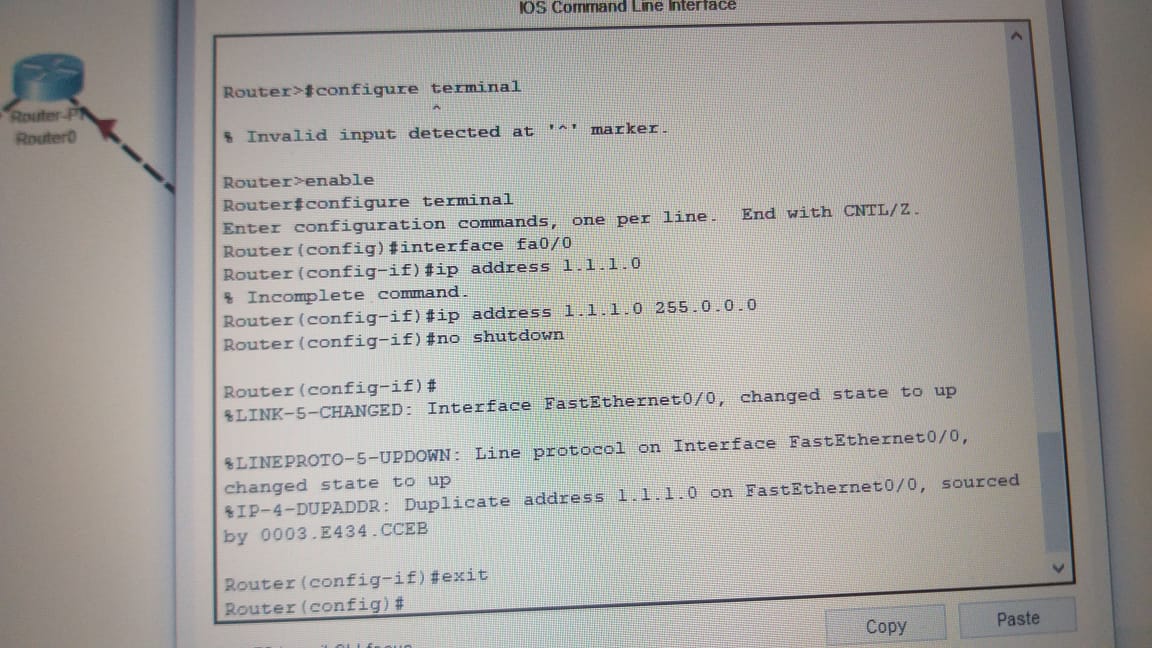 IOS Command Line Interface
Router-PT
Router0
Router>#configure terminal
^
% Invalid input detected at '^' marker.
Router>enable
Router#configure terminal
Enter configuration commands, one per line.  End with CNTL/Z.
Router(config)#interface fa0/0
Router(config-if)#ip address 1.1.1.0
% Incomplete command.
Router(config-if)#ip address 1.1.1.0 255.0.0.0
Router(config-if)#no shutdown
Router(config-if)#
%LINK-5-CHANGED: Interface FastEthernet0/0, changed state to up
%LINEPROTO-5-UPDOWN: Line protocol on Interface FastEthernet0/0,
changed state to up
%IP-4-DUPADDR: Duplicate address 1.1.1.0 on FastEthernet0/0, sourced
by 0003.E434.CCEB
Router(config-if)#exit
Router(config)#
Copy
Paste